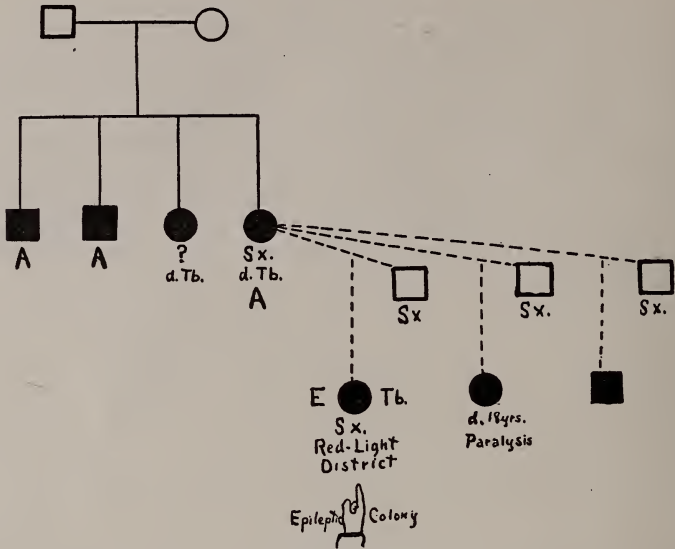 A
A
?
d. Tb.
Sx.
d. Tb.
A
Sx
Sx.
Sx.
E
Tb.
Sx.
Red-Light
District
d. 18yrs.
Paralysis
Epileptic Colony